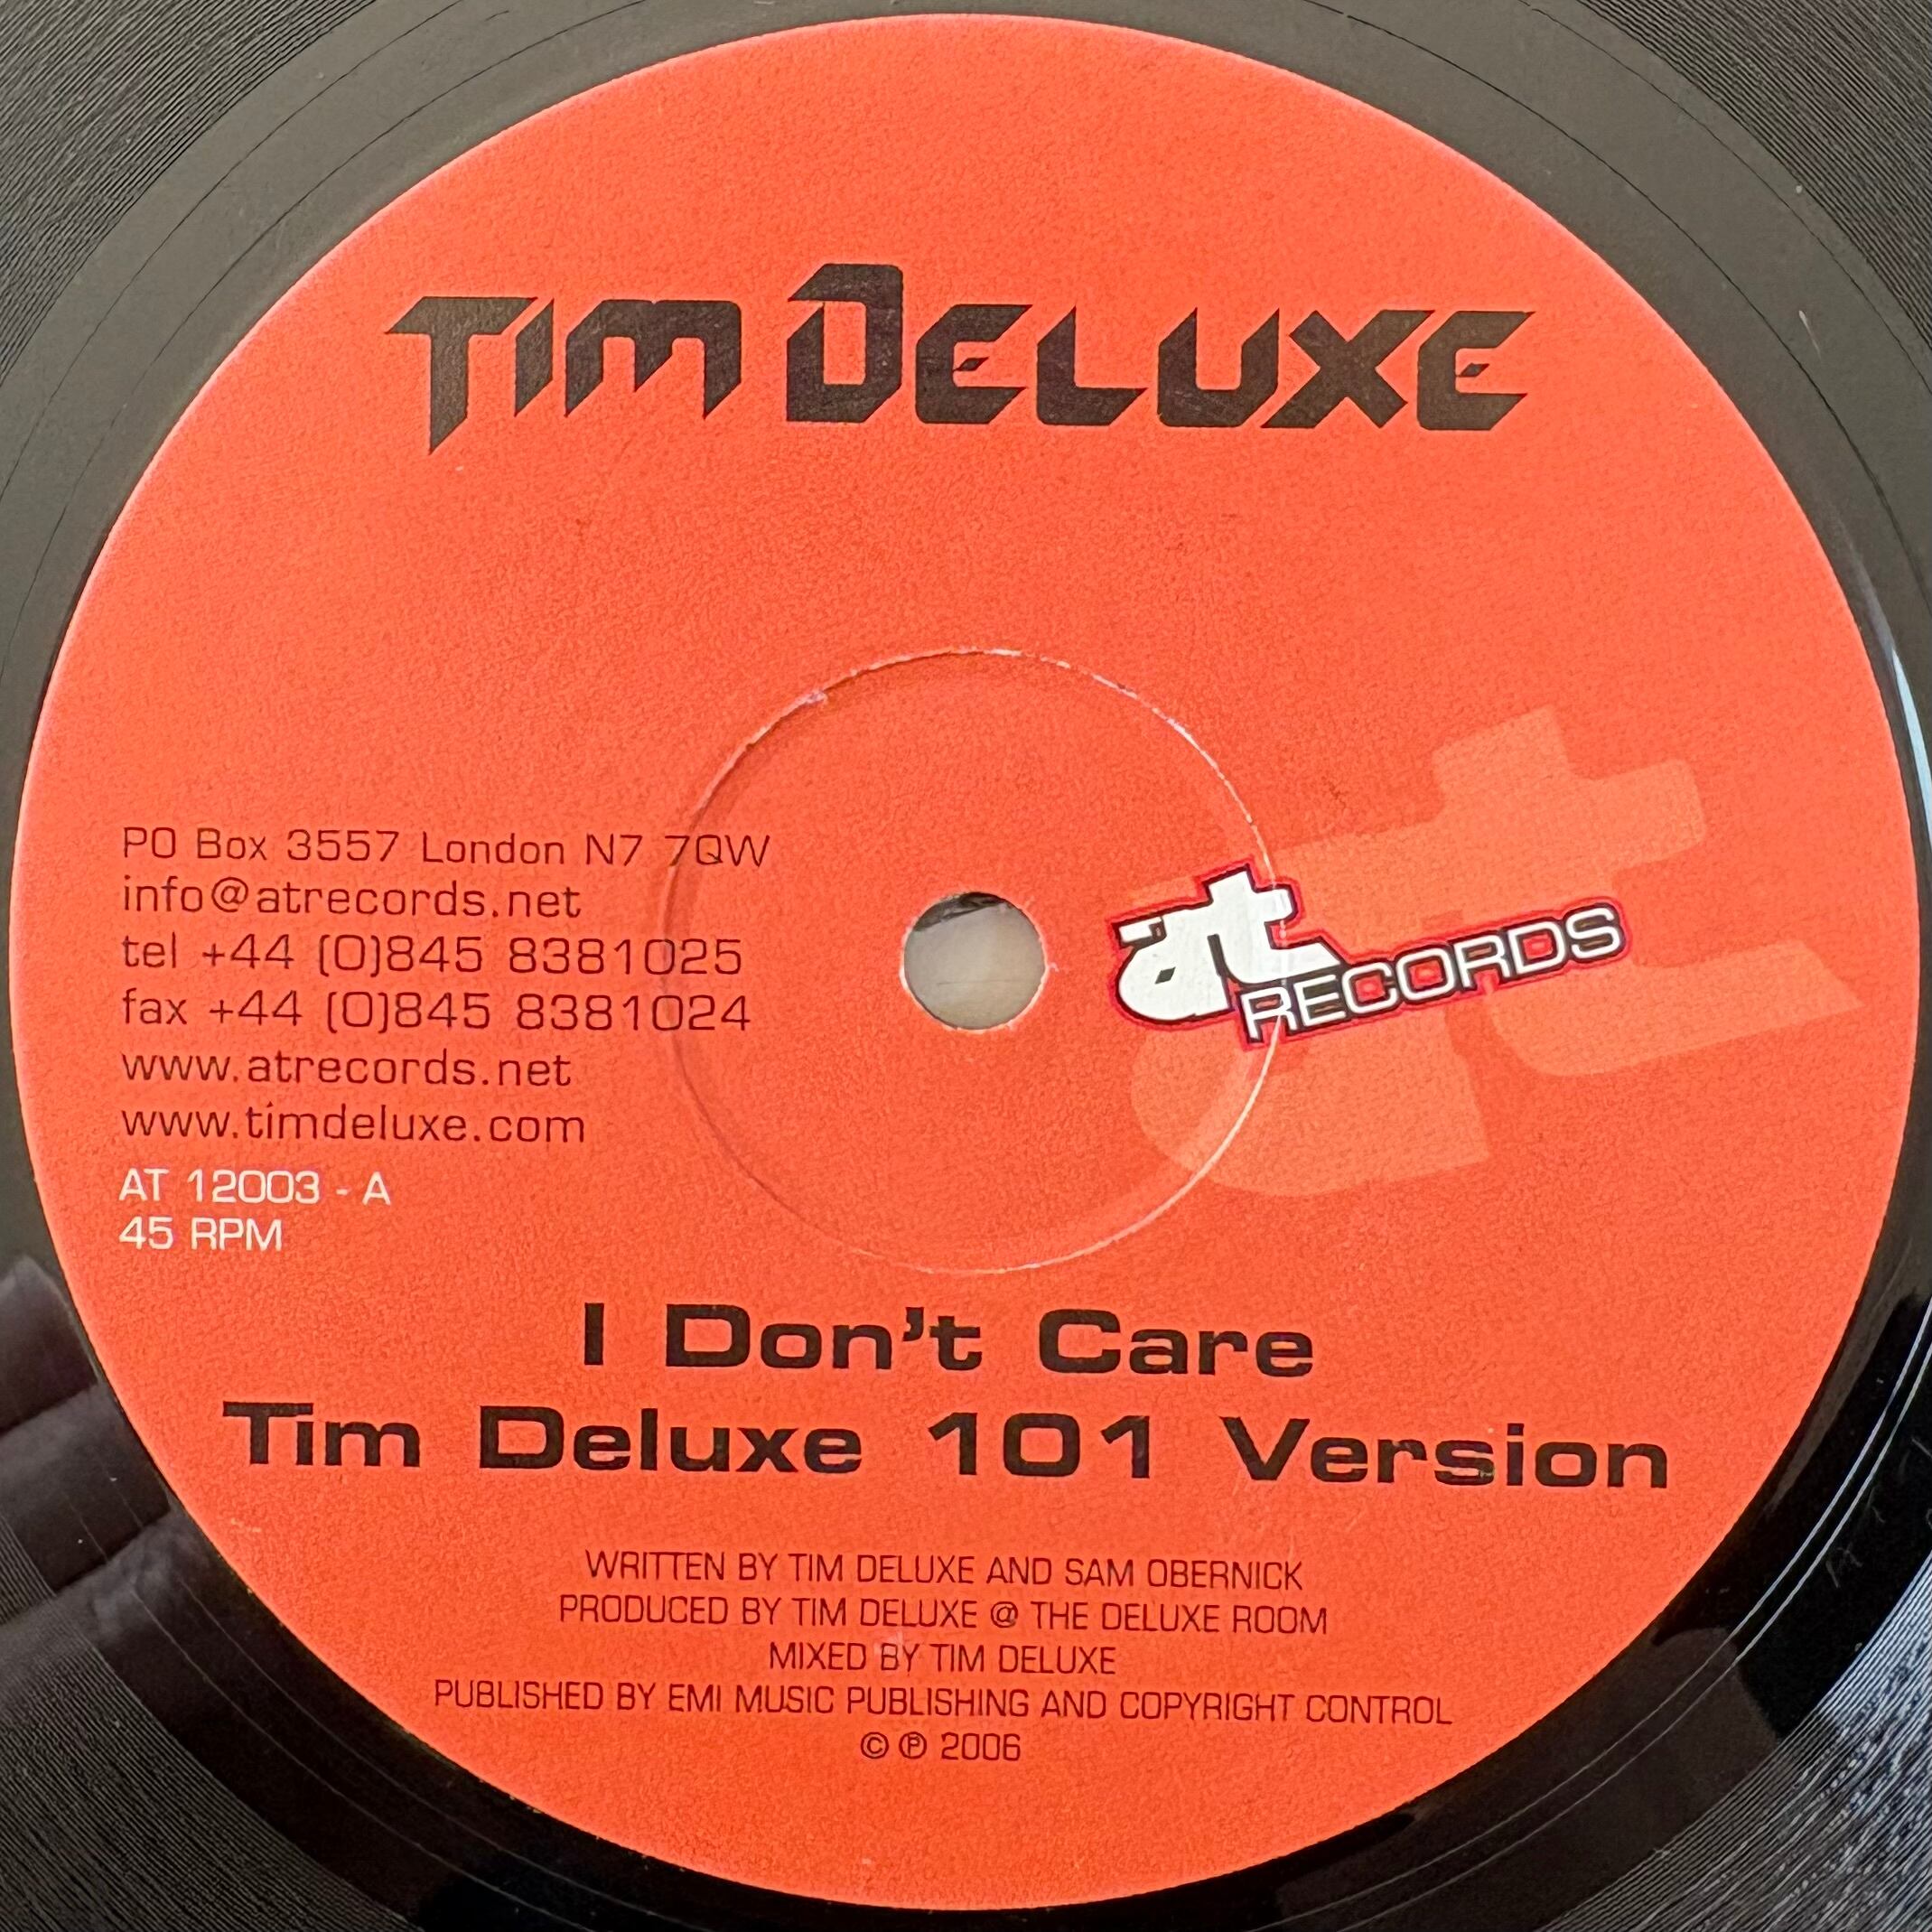 TIM DELUXE
PO Box 3557 London N7 7QW
info@atrecords.net
tel +44 (0)845 8381025
fax +44 (0)845 8381024
www.atrecords.net
www.timdeluxe.com
AT 12003 - A
45 RPM
at
RECORDS
at
I Don't Care
Tim Deluxe 101 Version
WRITTEN BY TIM DELUXE AND SAM OBERNICK
PRODUCED BY TIM DELUXE @ THE DELUXE ROOM
MIXED BY TIM DELUXE
PUBLISHED BY EMI MUSIC PUBLISHING AND COPYRIGHT CONTROL
© ℗ 2006